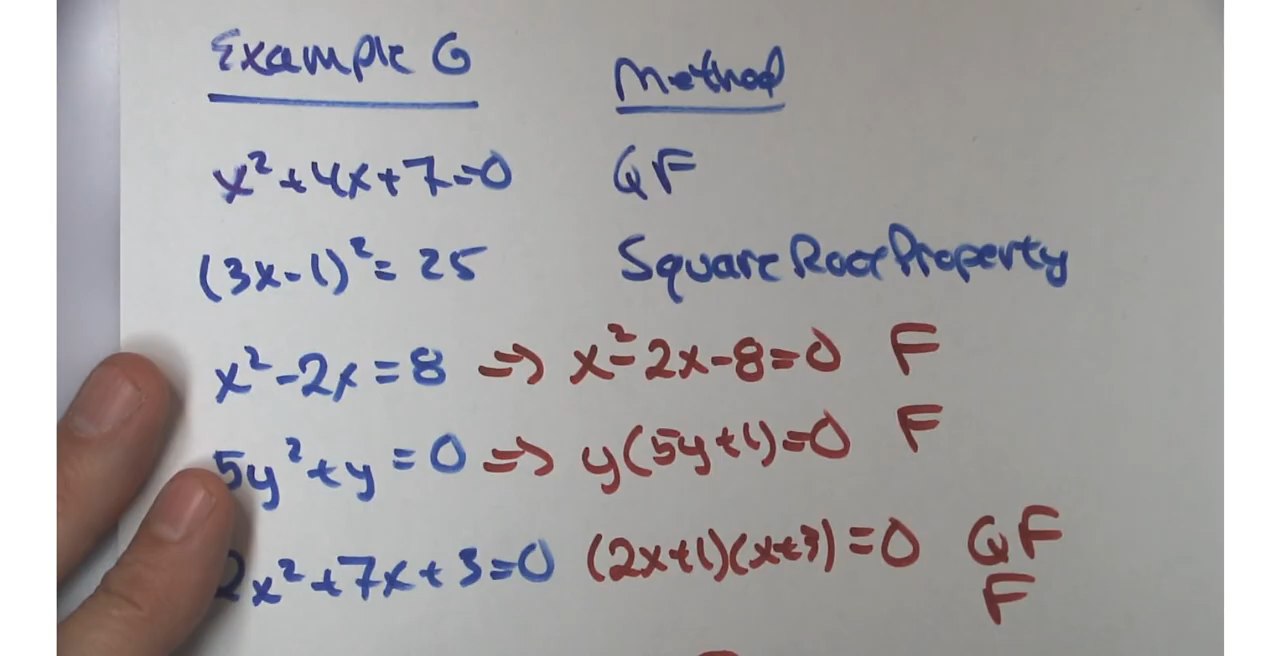 Example G
Method
x²+4x+7=0 QF
(3x-1)²=25 Square Root Property
x²-2x=8 => x²-2x-8=0 F
5y²+y=0 => y(5y+1)=0 F
2x²+7x+3=0 (2x+1)(x+3)=0 QF
F